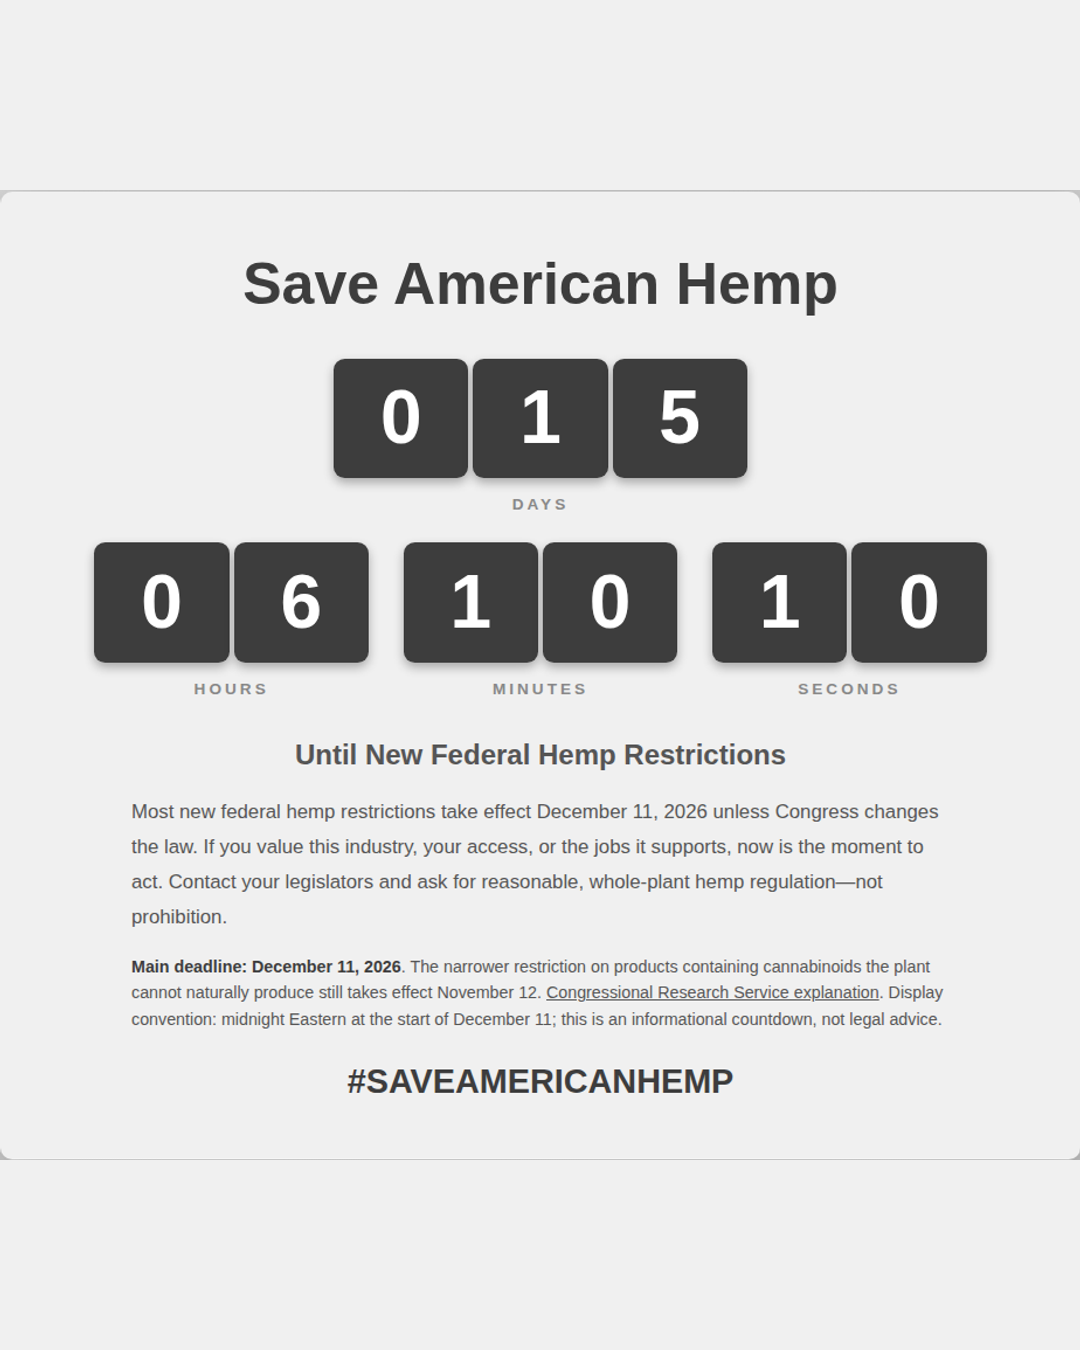 Save American Hemp
0 1 5
DAYS
0 6 1 0 1 0
HOURS MINUTES SECONDS
Until New Federal Hemp Restrictions
Most new federal hemp restrictions take effect December 11, 2026 unless Congress changes
the law. If you value this industry, your access, or the jobs it supports, now is the moment to
act. Contact your legislators and ask for reasonable, whole-plant hemp regulation—not
prohibition.
Main deadline: December 11, 2026. The narrower restriction on products containing cannabinoids the plant
cannot naturally produce still takes effect November 12. Congressional Research Service explanation. Display
convention: midnight Eastern at the start of December 11; this is an informational countdown, not legal advice.
#SAVEAMERICANHEMP